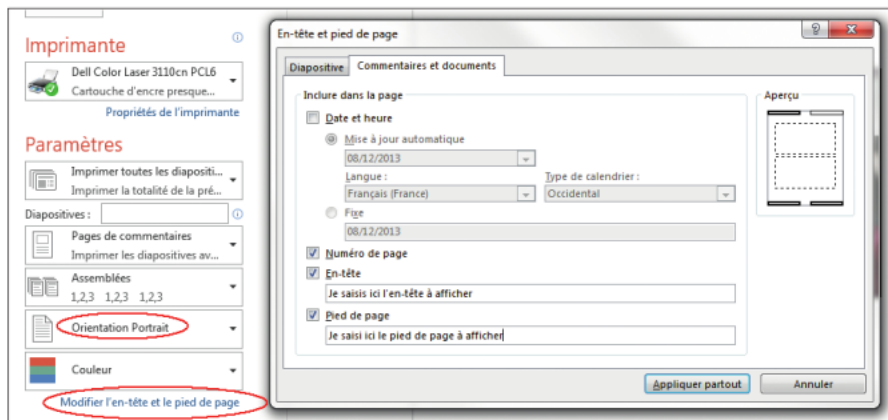 Imprimante
Dell Color Laser 3110cn PCL6
Cartouche d'encre presque...
Propriétés de l'imprimante
Paramètres
Imprimer toutes les diapositi...
Imprimer la totalité de la pré...
Diapositives :
Pages de commentaires
Imprimer les diapositives av...
Assemblées
1,2,3 1,2,3 1,2,3
Orientation Portrait
Couleur
Modifier l'en-tête et le pied de page
En-tête et pied de page
Diapositive
Commentaires et documents
Inclure dans la page
Aperçu
Date et heure
Mise à jour automatique
08/12/2013
Langue :
Type de calendrier :
Français (France)
Occidental
Fixe
08/12/2013
Numéro de page
En-tête
Je saisis ici l'en-tête à afficher
Pied de page
Je saisi ici le pied de page à afficher
Appliquer partout
Annuler